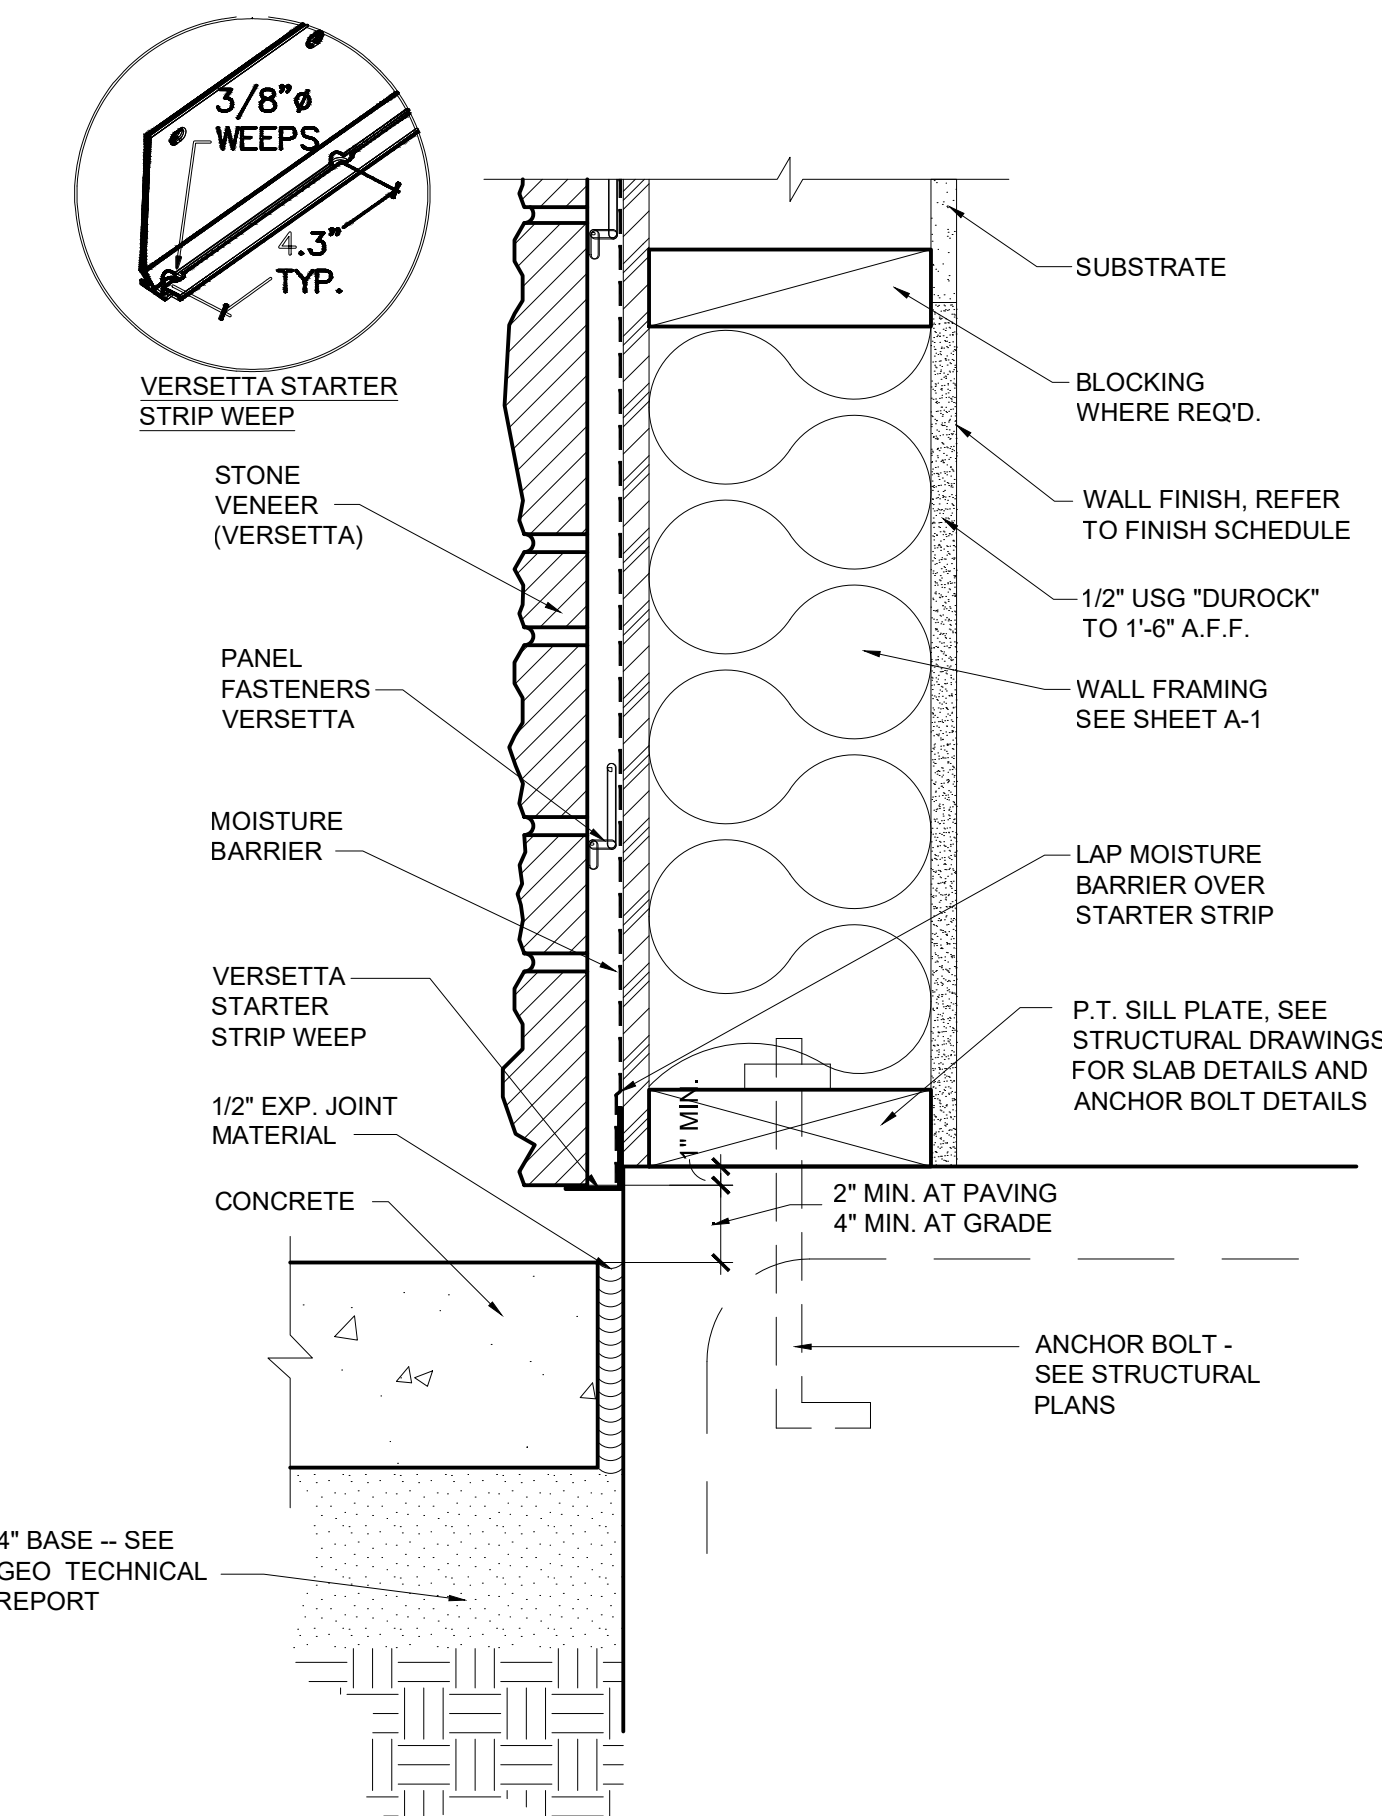 3/8"ø
WEEPS
4.3"
TYP.
VERSETTA STARTER
STRIP WEEP
STONE
VENEER
(VERSETTA)
PANEL
FASTENERS
VERSETTA
MOISTURE
BARRIER
VERSETTA
STARTER
STRIP WEEP
1/2" EXP. JOINT
MATERIAL
CONCRETE
4" BASE -- SEE
GEO TECHNICAL
REPORT
SUBSTRATE
BLOCKING
WHERE REQ'D.
WALL FINISH, REFER
TO FINISH SCHEDULE
1/2" USG "DUROCK"
TO 1'-6" A.F.F.
WALL FRAMING
SEE SHEET A-1
LAP MOISTURE
BARRIER OVER
STARTER STRIP
P.T. SILL PLATE, SEE
STRUCTURAL DRAWINGS
FOR SLAB DETAILS AND
ANCHOR BOLT DETAILS
1" MIN.
2" MIN. AT PAVING
4" MIN. AT GRADE
ANCHOR BOLT -
SEE STRUCTURAL
PLANS